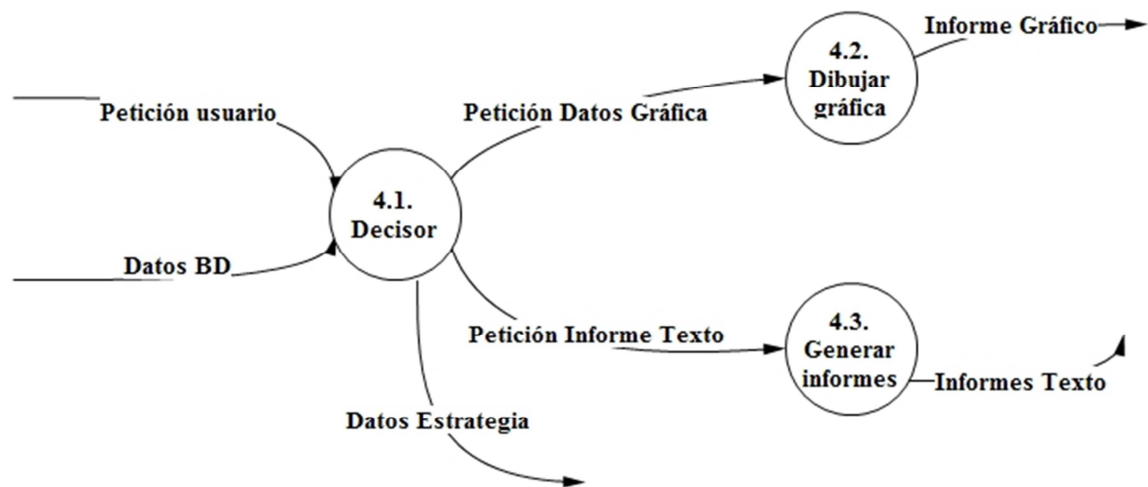 Informe Gráfico
4.2.
Dibujar
gráfica
Petición usuario
Petición Datos Gráfica
4.1.
Decisor
Datos BD
Petición Informe Texto
4.3.
Generar
informes
Informes Texto
Datos Estrategia